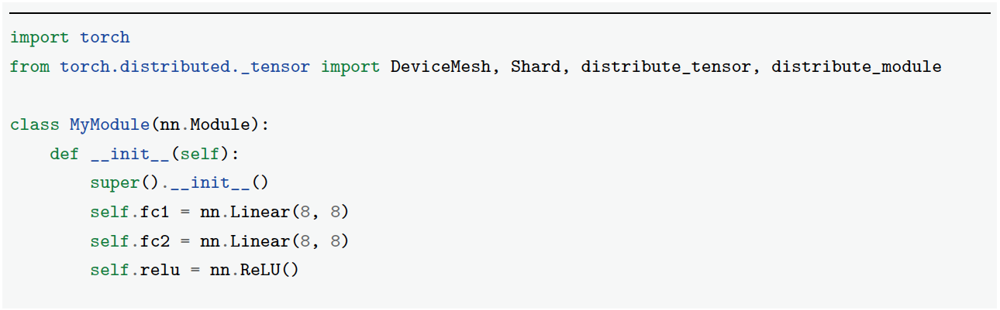 import torch
from torch.distributed._tensor import DeviceMesh, Shard, distribute_tensor, distribute_module

class MyModule(nn.Module):
    def __init__(self):
        super().__init__()
        self.fc1 = nn.Linear(8, 8)
        self.fc2 = nn.Linear(8, 8)
        self.relu = nn.ReLU()